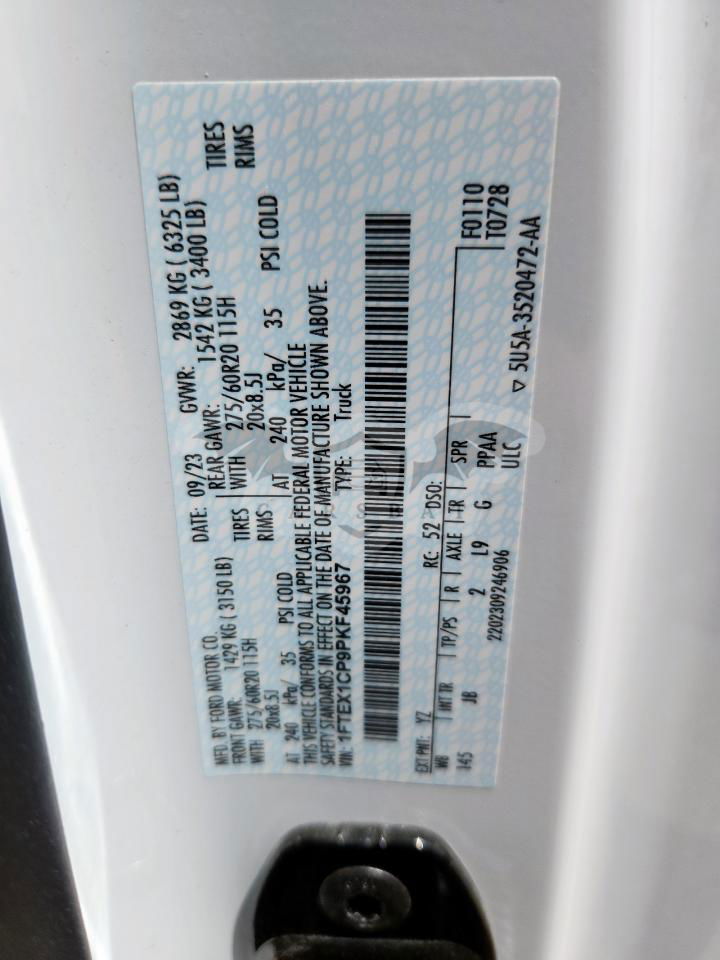 MFD. BY FORD MOTOR CO.
DATE: 09/23 GVWR: 2869 KG ( 6325 LB)
FRONT GAWR: 1429 KG ( 3150 LB) REAR GAWR: 1542 KG ( 3400 LB)
WITH 275/60R20 115H TIRES WITH 275/60R20 115H TIRES
20x8.5J RIMS 20x8.5J RIMS
AT 240 kPa/ 35 PSI COLD AT 240 kPa/ 35 PSI COLD
THIS VEHICLE CONFORMS TO ALL APPLICABLE FEDERAL MOTOR VEHICLE
SAFETY STANDARDS IN EFFECT ON THE DATE OF MANUFACTURE SHOWN ABOVE.
VIN: 1FTEX1CP9PKF45967 TYPE: Truck
EXT PNT: YZ RC: 52 DSO: F0110
WB INT TR TP/PS R AXLE TR SPR T0728
145 JB 2 L9 G PPAA
2202309246906 ULC ▽ 5U5A-3520472-AA